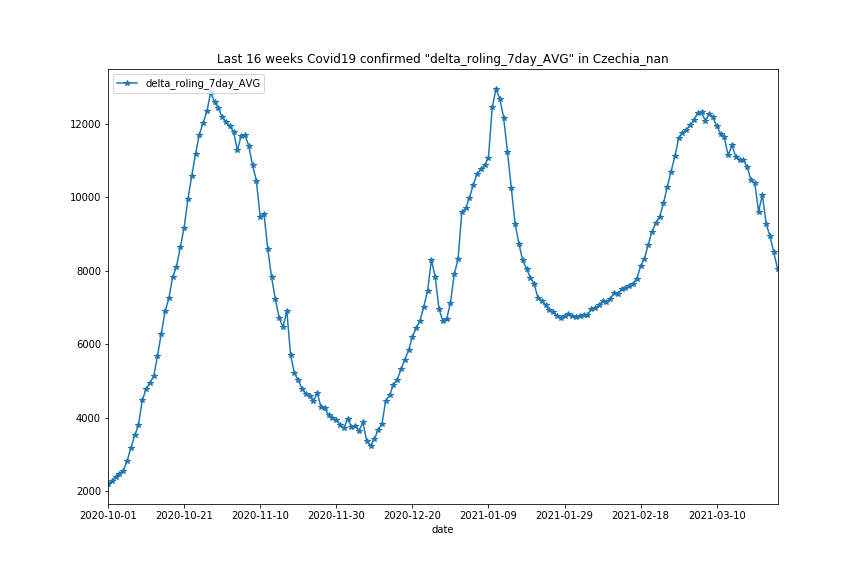 Last 16 weeks Covid19 confirmed "delta_roling_7day_AVG" in Czechia_nan
delta_roling_7day_AVG
12000
10000
8000
6000
4000
2000
2020-10-01 2020-10-21 2020-11-10 2020-11-30 2020-12-20 2021-01-09 2021-01-29 2021-02-18 2021-03-10
date